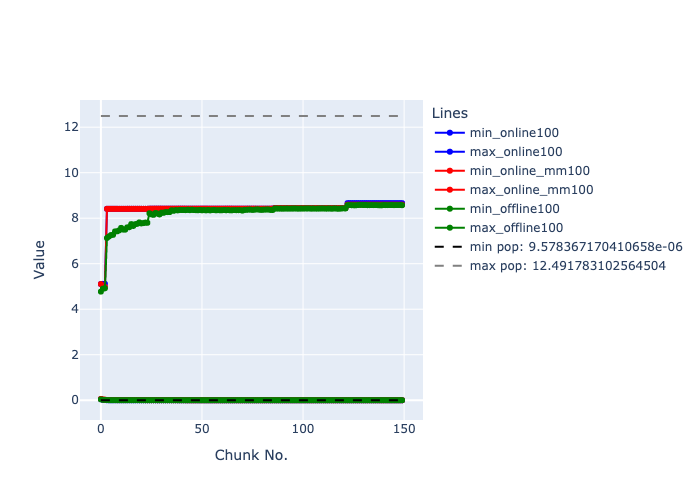 Lines
min_online100
max_online100
min_online_mm100
max_online_mm100
min_offline100
max_offline100
min pop: 9.578367170410658e-06
max pop: 12.491783102564504
12
10
8
6
4
2
0
Value
0
50
100
150
Chunk No.